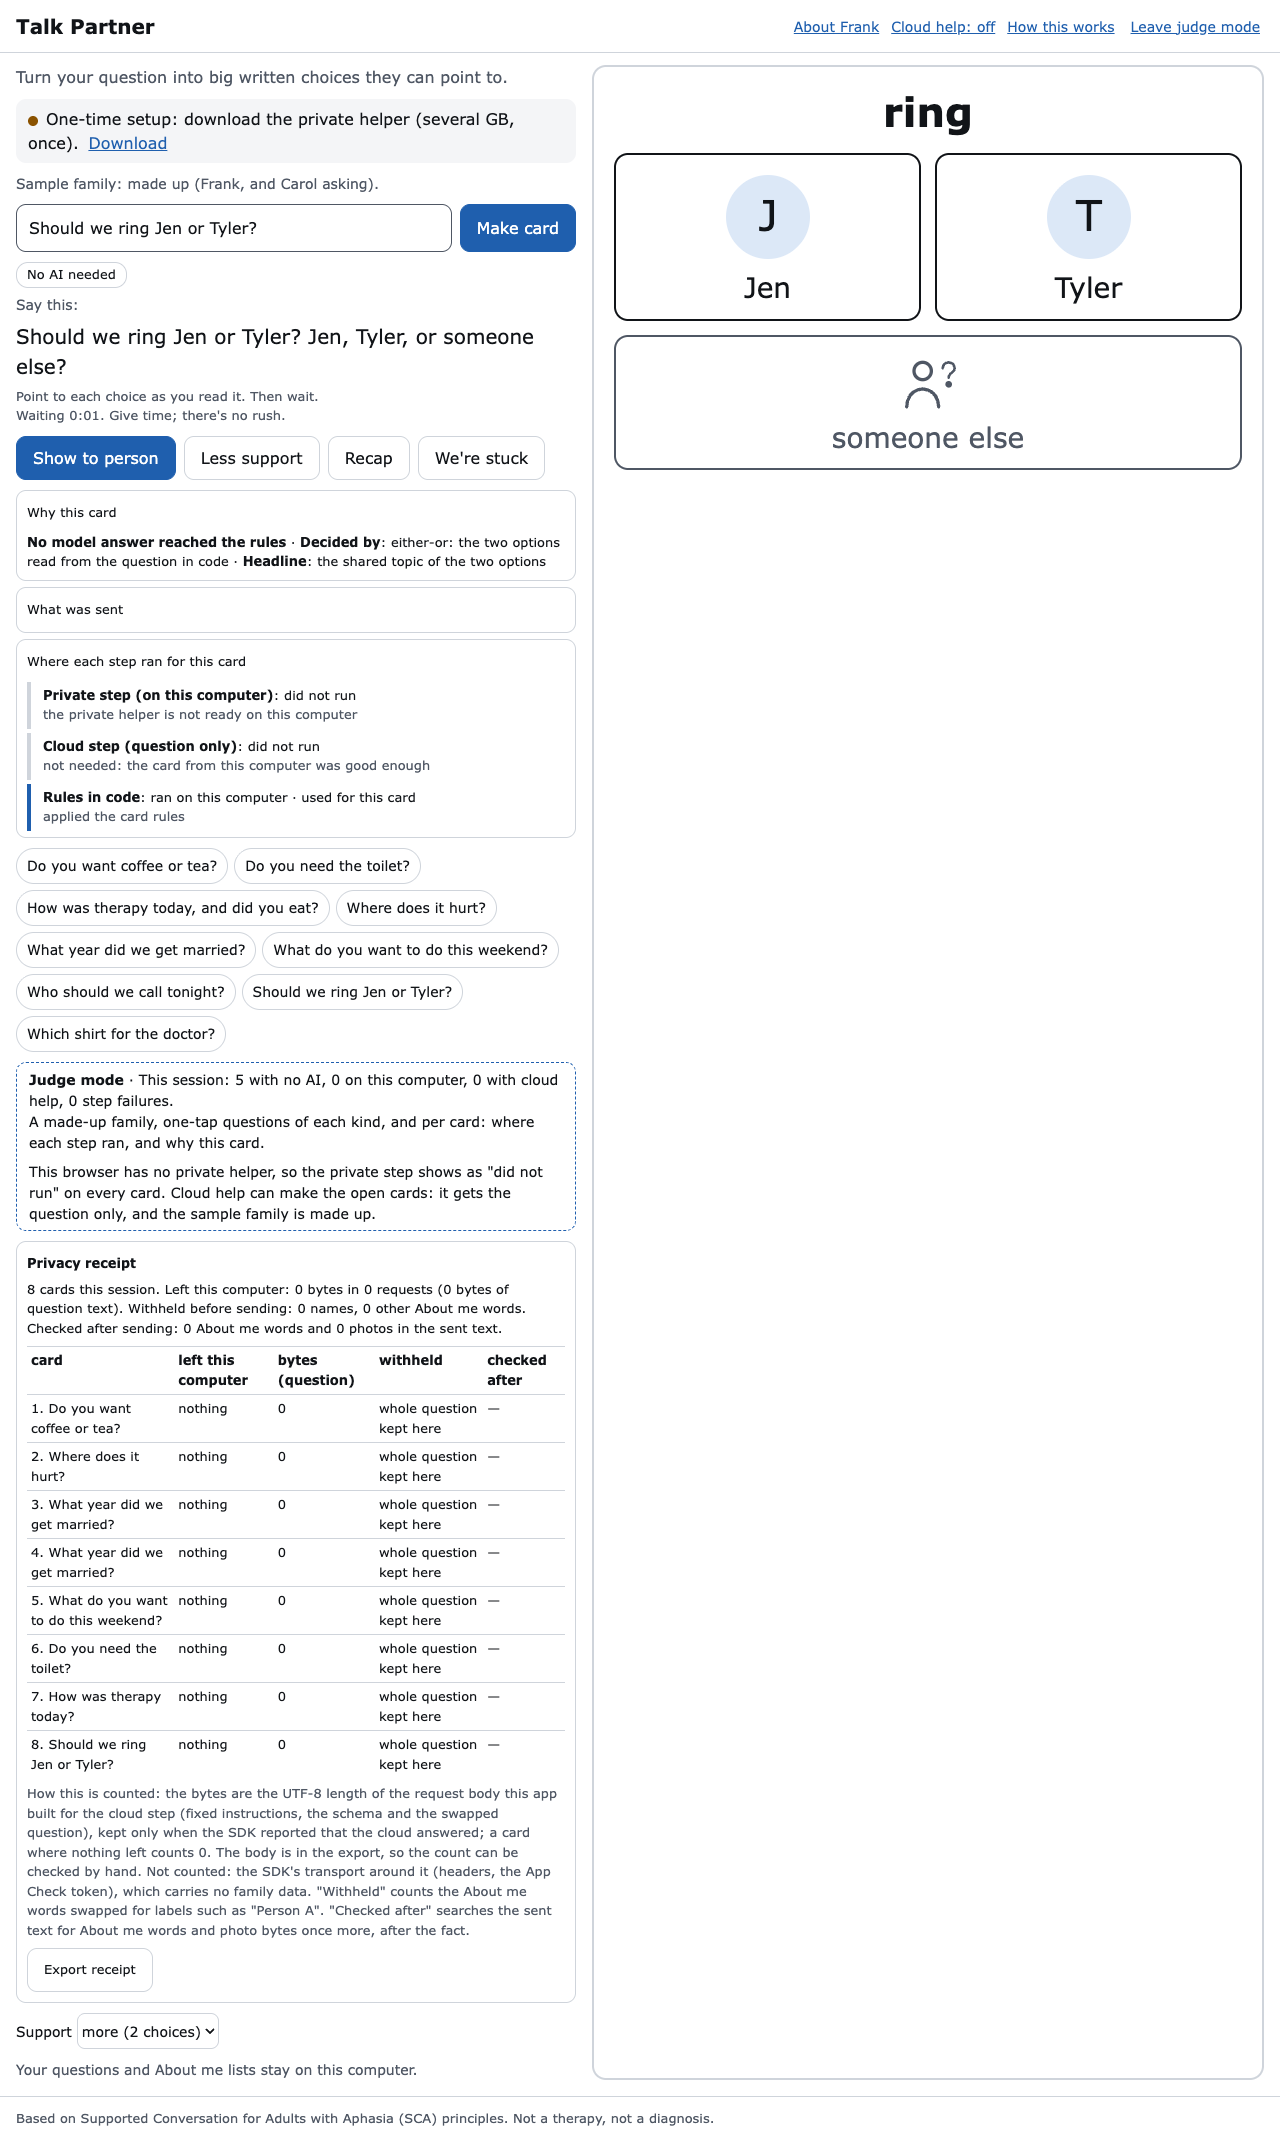 Talk Partner
About Frank
Cloud help: off
How this works
Leave judge mode
Turn your question into big written choices they can point to.
One-time setup: download the private helper (several GB,
once). Download
Sample family: made up (Frank, and Carol asking).
Should we ring Jen or Tyler?
Make card
No AI needed
Say this:
Should we ring Jen or Tyler? Jen, Tyler, or someone
else?
Point to each choice as you read it. Then wait.
Waiting 0:01. Give time; there's no rush.
Show to person
Less support
Recap
We're stuck
Why this card
No model answer reached the rules · Decided by: either-or: the two options
read from the question in code · Headline: the shared topic of the two options
What was sent
Where each step ran for this card
Private step (on this computer): did not run
the private helper is not ready on this computer
Cloud step (question only): did not run
not needed: the card from this computer was good enough
Rules in code: ran on this computer · used for this card
applied the card rules
Do you want coffee or tea?
Do you need the toilet?
How was therapy today, and did you eat?
Where does it hurt?
What year did we get married?
What do you want to do this weekend?
Who should we call tonight?
Should we ring Jen or Tyler?
Which shirt for the doctor?
Judge mode · This session: 5 with no AI, 0 on this computer, 0 with cloud
help, 0 step failures.
A made-up family, one-tap questions of each kind, and per card: where
each step ran, and why this card.
This browser has no private helper, so the private step shows as "did not
run" on every card. Cloud help can make the open cards: it gets the
question only, and the sample family is made up.
Privacy receipt
8 cards this session. Left this computer: 0 bytes in 0 requests (0 bytes of
question text). Withheld before sending: 0 names, 0 other About me words.
Checked after sending: 0 About me words and 0 photos in the sent text.
card
left this
computer
bytes
(question)
withheld
checked
after
1. Do you want
coffee or tea?
nothing
0
whole question
kept here
—
2. Where does it
hurt?
nothing
0
whole question
kept here
—
3. What year did we
get married?
nothing
0
whole question
kept here
—
4. What year did we
get married?
nothing
0
whole question
kept here
—
5. What do you want
to do this weekend?
nothing
0
whole question
kept here
—
6. Do you need the
toilet?
nothing
0
whole question
kept here
—
7. How was therapy
today?
nothing
0
whole question
kept here
—
8. Should we ring
Jen or Tyler?
nothing
0
whole question
kept here
—
How this is counted: the bytes are the UTF-8 length of the request body this app
built for the cloud step (fixed instructions, the schema and the swapped
question), kept only when the SDK reported that the cloud answered; a card
where nothing left counts 0. The body is in the export, so the count can be
checked by hand. Not counted: the SDK's transport around it (headers, the App
Check token), which carries no family data. "Withheld" counts the About me
words swapped for labels such as "Person A". "Checked after" searches the sent
text for About me words and photo bytes once more, after the fact.
Export receipt
Support
more (2 choices)
Your questions and About me lists stay on this computer.
ring
J
Jen
T
Tyler
?
someone else
Based on Supported Conversation for Adults with Aphasia (SCA) principles. Not a therapy, not a diagnosis.